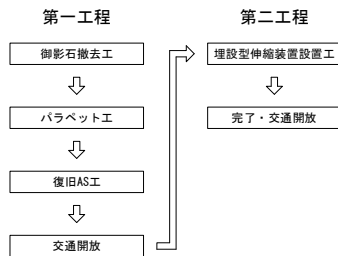 第一工程
御影石撤去工
パラペット工
復旧AS工
交通開放
第二工程
埋設型伸縮装置設置工
完了・交通開放